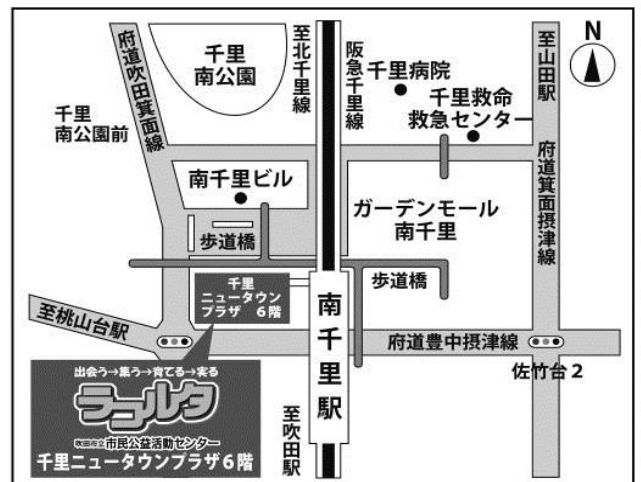 N
府道吹田箕面線
千里
南公園
至北千里線
阪急千里線
千里病院
千里救命
救急センター
至山田駅
千里
南公園前
南千里ビル
ガーデンモール
南千里
府道箕面摂津線
歩道橋
歩道橋
千里
ニュータウン
プラザ 6階
至桃山台駅
南千里駅
府道豊中摂津線
佐竹台2
出会う→集う→育てる→実る
ラコルタ
吹田市立市民公益活動センター
千里ニュータウンプラザ6階
至吹田駅